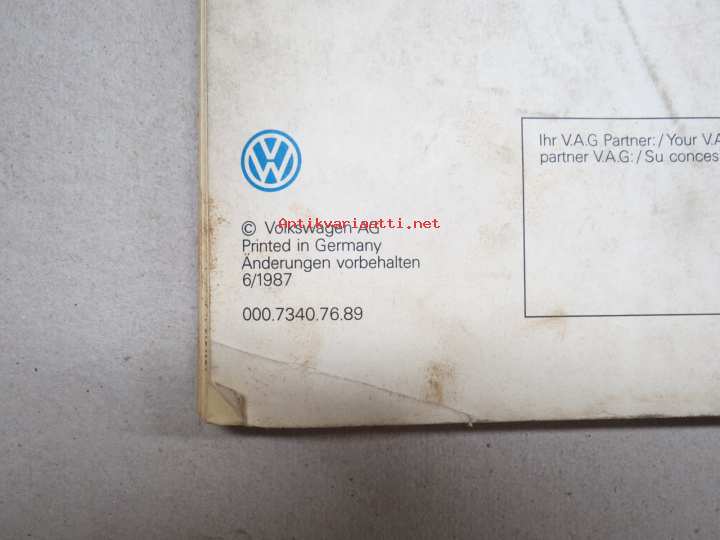 VW
Ihr V.A.G Partner:/Your V.A
partner V.A.G:/Su conces
Antikvariaatti.net
© Volkswagen AG
Printed in Germany
Änderungen vorbehalten
6/1987
000.7340.76.89